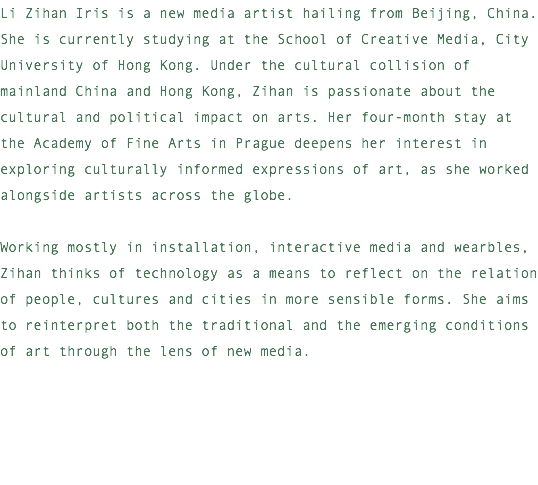 Li Zihan Iris is a new media artist hailing from Beijing, China.
She is currently studying at the School of Creative Media, City
University of Hong Kong. Under the cultural collision of
mainland China and Hong Kong, Zihan is passionate about the
cultural and political impact on arts. Her four-month stay at
the Academy of Fine Arts in Prague deepens her interest in
exploring culturally informed expressions of art, as she worked
alongside artists across the globe.

Working mostly in installation, interactive media and wearbles,
Zihan thinks of technology as a means to reflect on the relation
of people, cultures and cities in more sensible forms. She aims
to reinterpret both the traditional and the emerging conditions
of art through the lens of new media.